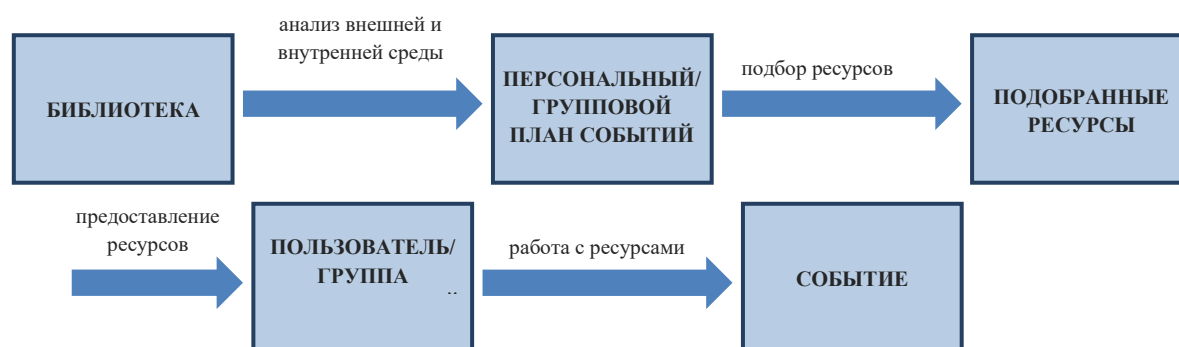 анализ внешней и
внутренней среды
БИБЛИОТЕКА
ПЕРСОНАЛЬНЫЙ/
ГРУППОВОЙ
ПЛАН СОБЫТИЙ
подбор ресурсов
ПОДОБРАННЫЕ
РЕСУРСЫ
предоставление
ресурсов
ПОЛЬЗОВАТЕЛЬ/
ГРУППА
работа с ресурсами
СОБЫТИЕ